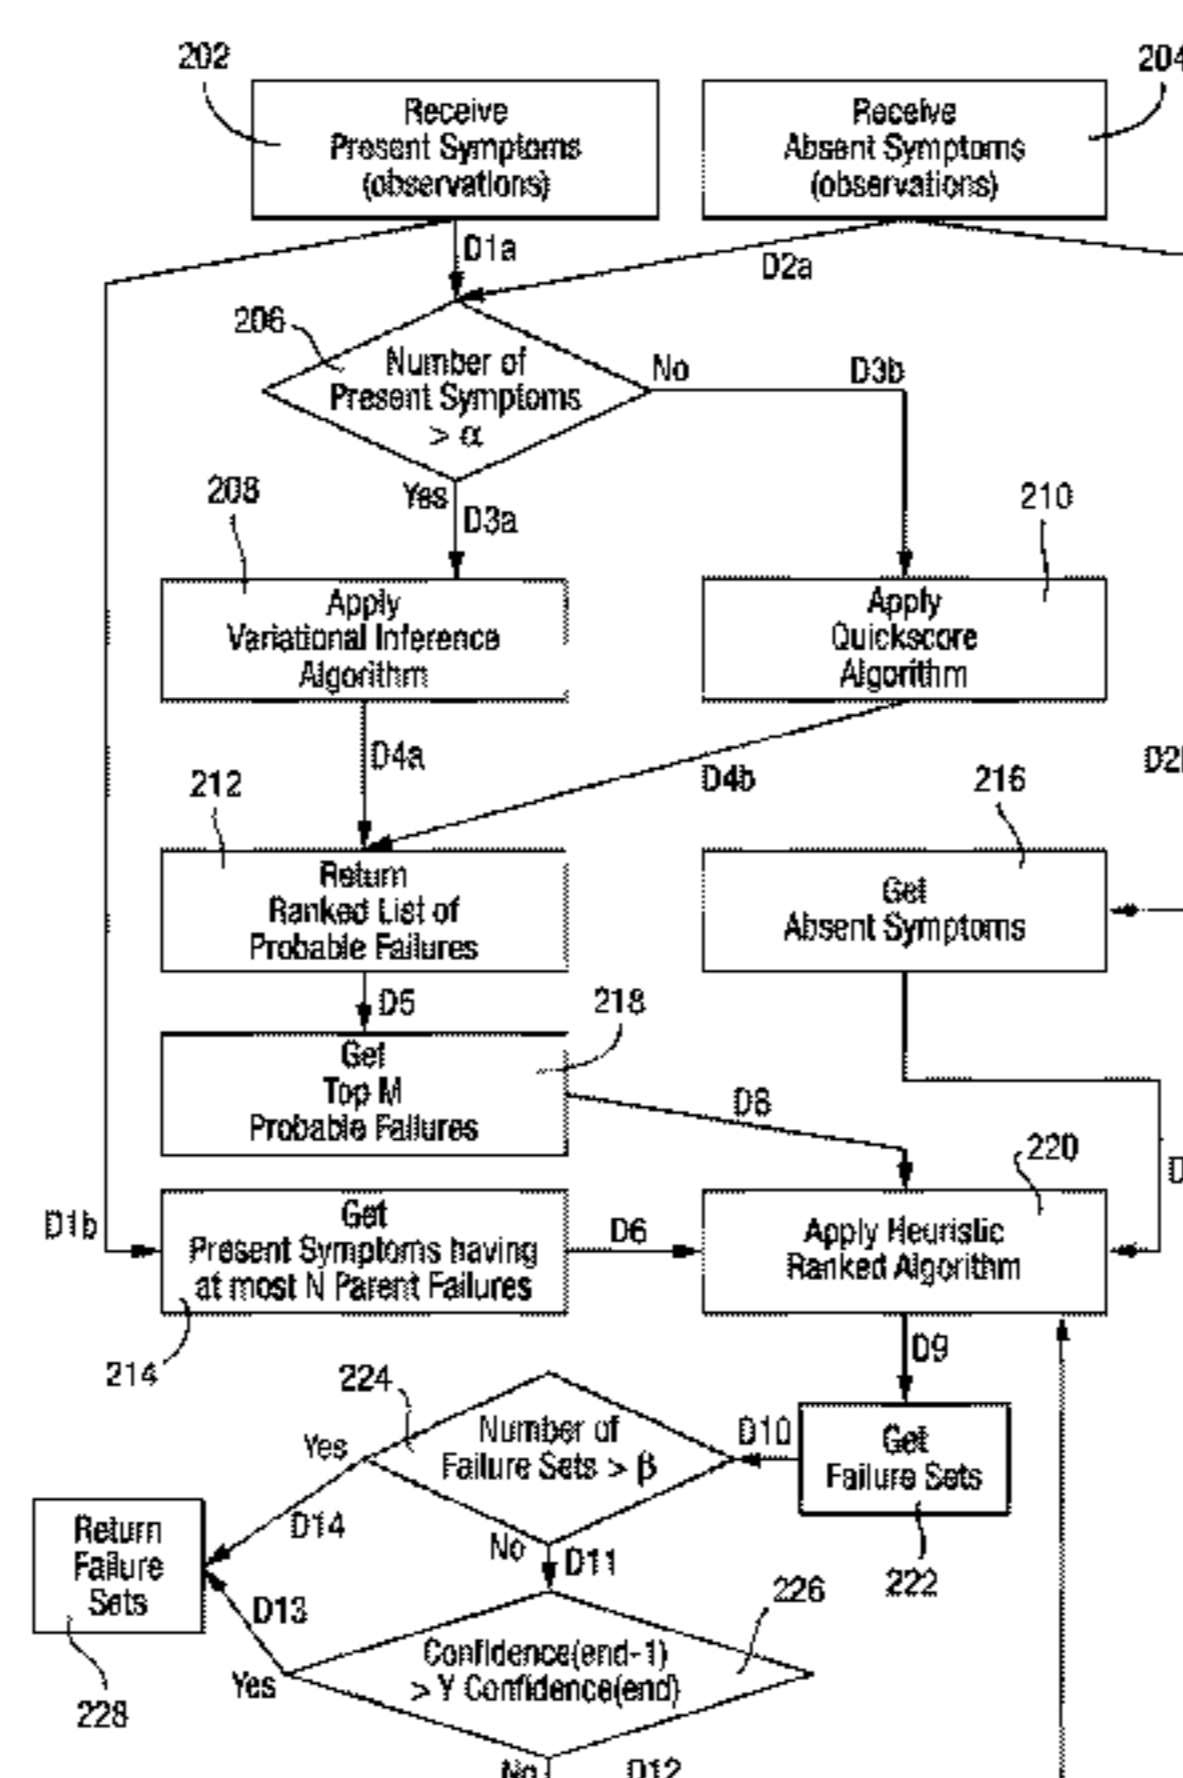 202
204
Receive
Present Symptoms
(observations)
Receive
Absent Symptoms
(observations)
D1a
D2a
206
Number of
Present Symptoms
> α
No
D3b
Yes
D3a
208
210
Apply
Variational Inference
Algorithm
Apply
Quickscore
Algorithm
D4a
D4b
212
216
Return
Ranked List of
Probable Failures
Get
Absent Symptoms
D5
218
Get
Top M
Probable Failures
D8
220
D1b
Get
Present Symptoms having
at most N Parent Failures
D6
Apply Heuristic
Ranked Algorithm
214
D9
224
Number of
Failure Sets > β
D10
Get
Failure Sets
Yes
D14
No
D11
222
Return
Failure
Sets
D13
226
Confidence(end-1)
> Y Confidence(end)
Yes
228
No
D12